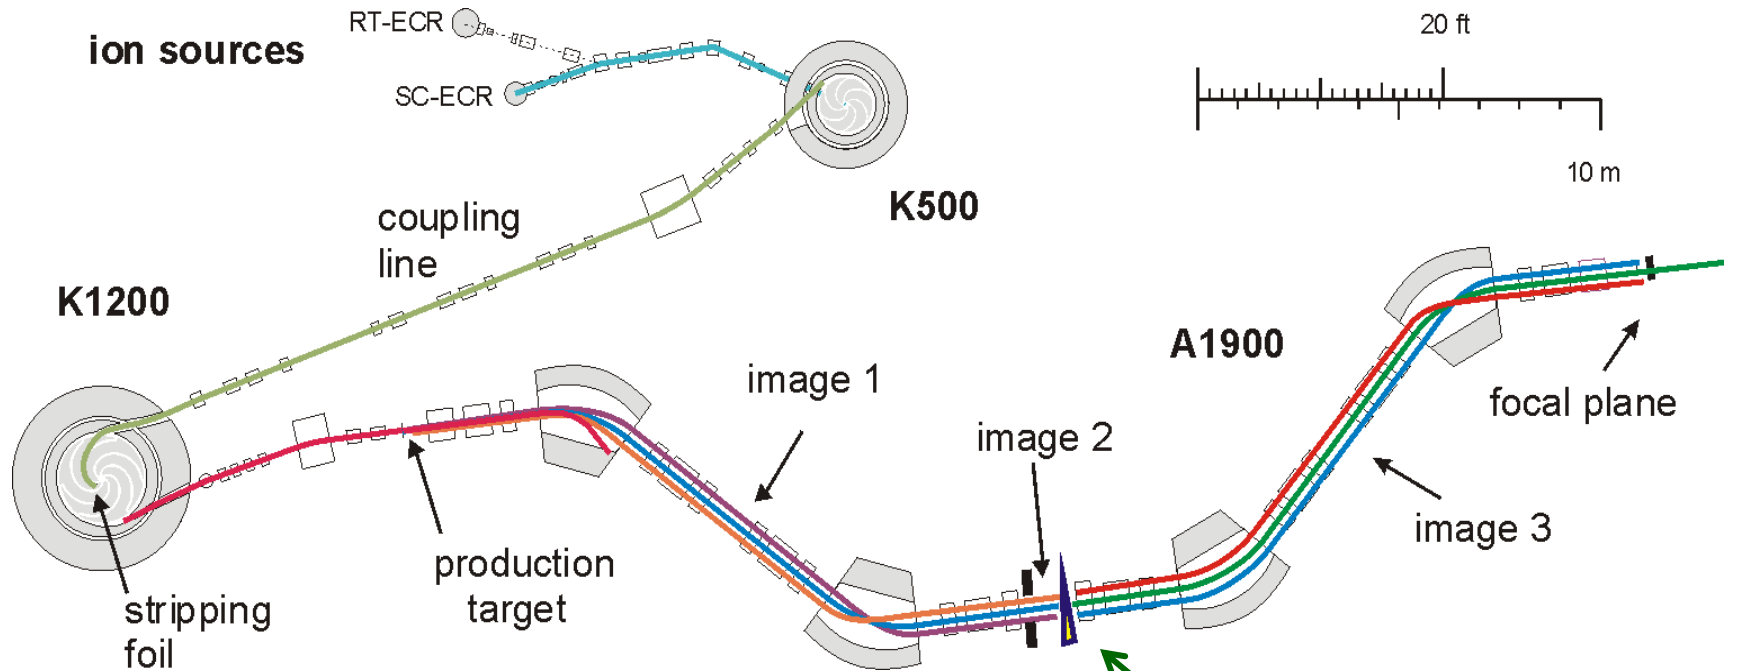 RT-ECR
ion sources
SC-ECR
20 ft
10 m
K500
coupling
line
K1200
A1900
image 1
image 2
focal plane
image 3
production
target
stripping
foil